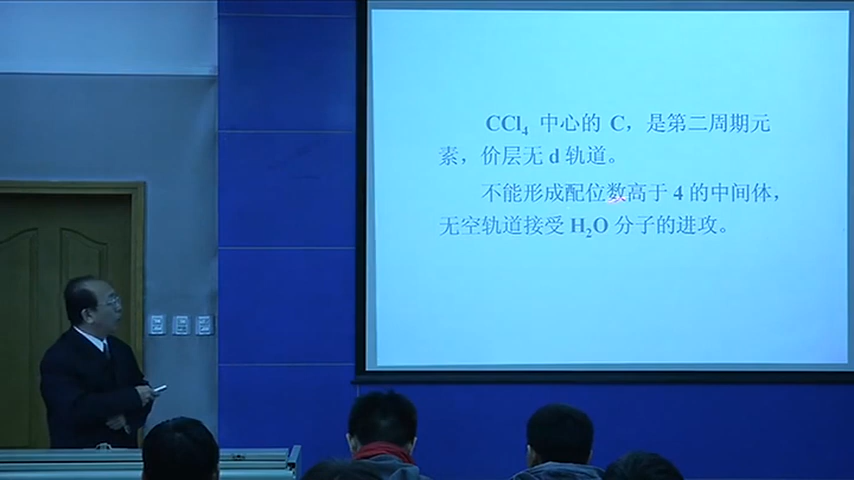 CCl₄ 中心的 C，是第二周期元
素，价层无 d 轨道。
不能形成配位数高于 4 的中间体，
无空轨道接受 H₂O 分子的进攻。